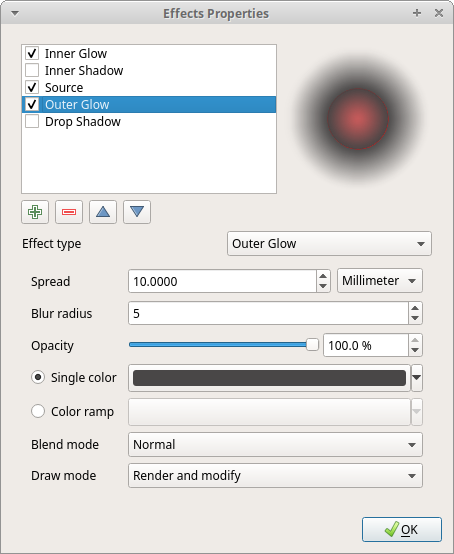 Effects Properties
Inner Glow
Inner Shadow
Source
Outer Glow
Drop Shadow
Effect type Outer Glow
Spread 10.0000 Millimeter
Blur radius 5
Opacity 100.0 %
Single color
Color ramp
Blend mode Normal
Draw mode Render and modify
OK